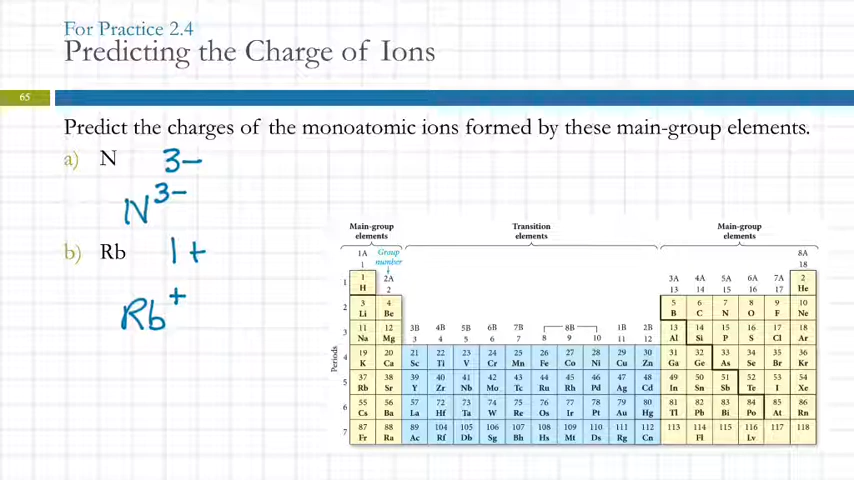 For Practice 2.4
Predicting the Charge of Ions
65
Predict the charges of the monoatomic ions formed by these main-group elements.
a) N 3−
N3−
b) Rb 1+
Rb+
Main-group elements
Transition elements
Main-group elements
1A Group number 8A
1 18
2A 3A 4A 5A 6A 7A
2 13 14 15 16 17
Periods
1 1 2
H He
2 3 4 5 6 7 8 9 10
Li Be B C N O F Ne
3B 4B 5B 6B 7B 8B 1B 2B
3 4 5 6 7 8 9 10 11 12
3 11 12 13 14 15 16 17 18
Na Mg Al Si P S Cl Ar
4 19 20 21 22 23 24 25 26 27 28 29 30 31 32 33 34 35 36
K Ca Sc Ti V Cr Mn Fe Co Ni Cu Zn Ga Ge As Se Br Kr
5 37 38 39 40 41 42 43 44 45 46 47 48 49 50 51 52 53 54
Rb Sr Y Zr Nb Mo Tc Ru Rh Pd Ag Cd In Sn Sb Te I Xe
6 55 56 57 72 73 74 75 76 77 78 79 80 81 82 83 84 85 86
Cs Ba La Hf Ta W Re Os Ir Pt Au Hg Tl Pb Bi Po At Rn
7 87 88 89 104 105 106 107 108 109 110 111 112 113 114 115 116 117 118
Fr Ra Ac Rf Db Sg Bh Hs Mt Ds Rg Cn Fl Lv